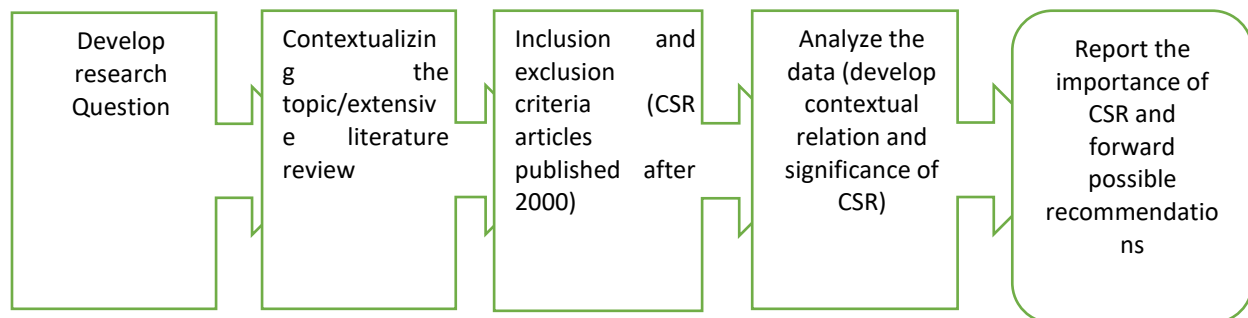 Develop
research
Question
Contextualizin
g the
topic/extensiv
e literature
review
Inclusion and
exclusion
criteria (CSR
articles
published after
2000)
Analyze the
data (develop
contextual
relation and
significance of
CSR)
Report the
importance of
CSR and
forward
possible
recommendatio
ns